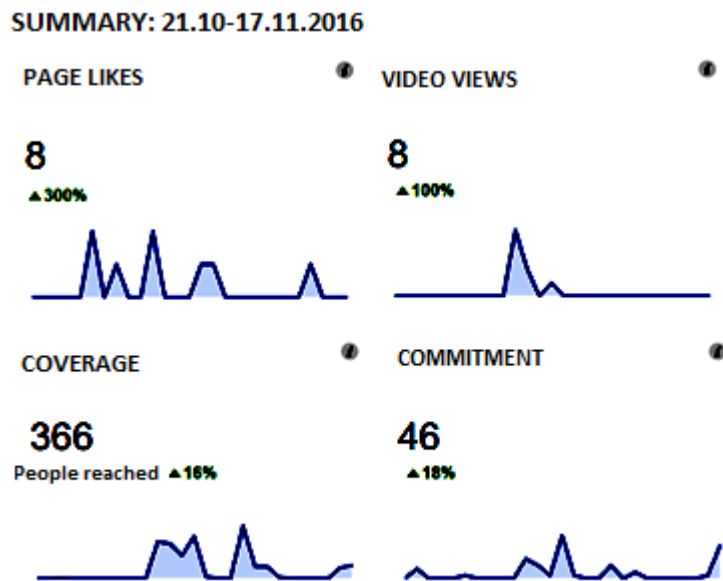 SUMMARY: 21.10-17.11.2016
PAGE LIKES
8
▲300%
VIDEO VIEWS
8
▲100%
COVERAGE
366
People reached ▲16%
COMMITMENT
46
▲18%